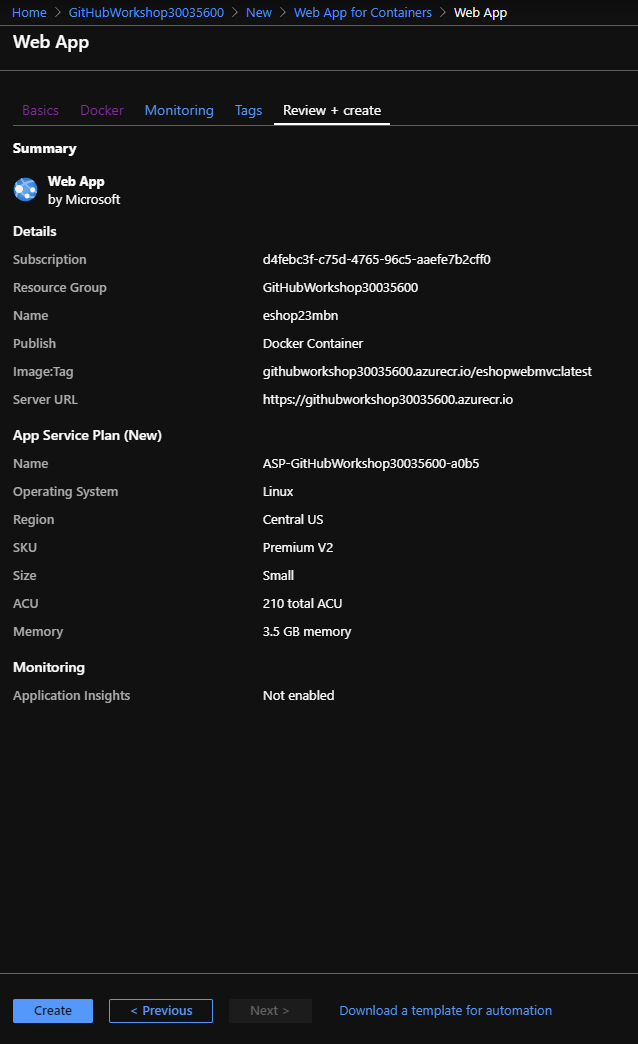 Home > GitHubWorkshop30035600 > New > Web App for Containers > Web App
Web App
Basics Docker Monitoring Tags Review + create
Summary
Web App
by Microsoft
Details
Subscription d4febc3f-c75d-4765-96c5-aaefe7b2cff0
Resource Group GitHubWorkshop30035600
Name eshop23mbn
Publish Docker Container
Image:Tag githubworkshop30035600.azurecr.io/eshopwebmvc:latest
Server URL https://githubworkshop30035600.azurecr.io
App Service Plan (New)
Name ASP-GitHubWorkshop30035600-a0b5
Operating System Linux
Region Central US
SKU Premium V2
Size Small
ACU 210 total ACU
Memory 3.5 GB memory
Monitoring
Application Insights Not enabled
Create < Previous Next > Download a template for automation